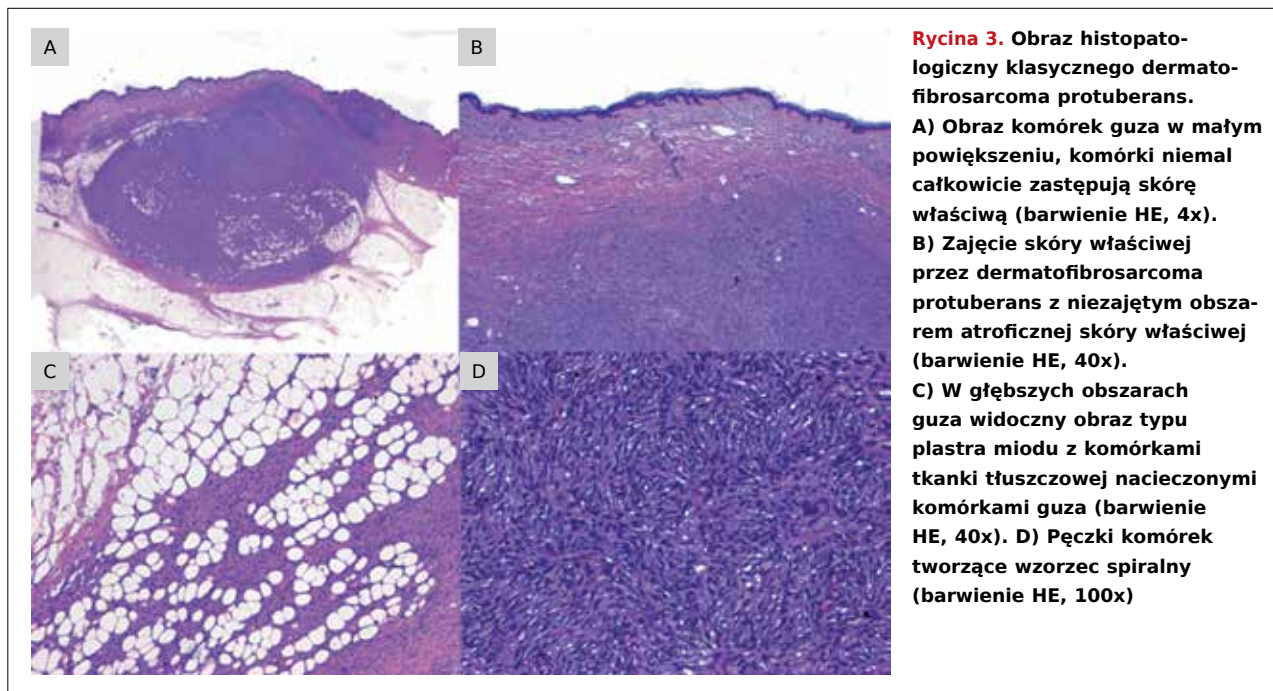 A
B
C
D
Rycina 3. Obraz histopato-
logiczny klasycznego dermato-
fibrosarcoma protuberans.
A) Obraz komórek guza w małym
powiększeniu, komórki niemal
całkowicie zastępują skórę
właściwą (barwienie HE, 4x).
B) Zajęcie skóry właściwej
przez dermatofibrosarcoma
protuberans z niezajętym obsza-
rem atroficznej skóry właściwej
(barwienie HE, 40x).
C) W głębszych obszarach
guza widoczny obraz typu
plastra miodu z komórkami
tkanki tłuszczowej nacieczonymi
komórkami guza (barwienie
HE, 40x). D) Pęczki komórek
tworzące wzorzec spiralny
(barwienie HE, 100x)